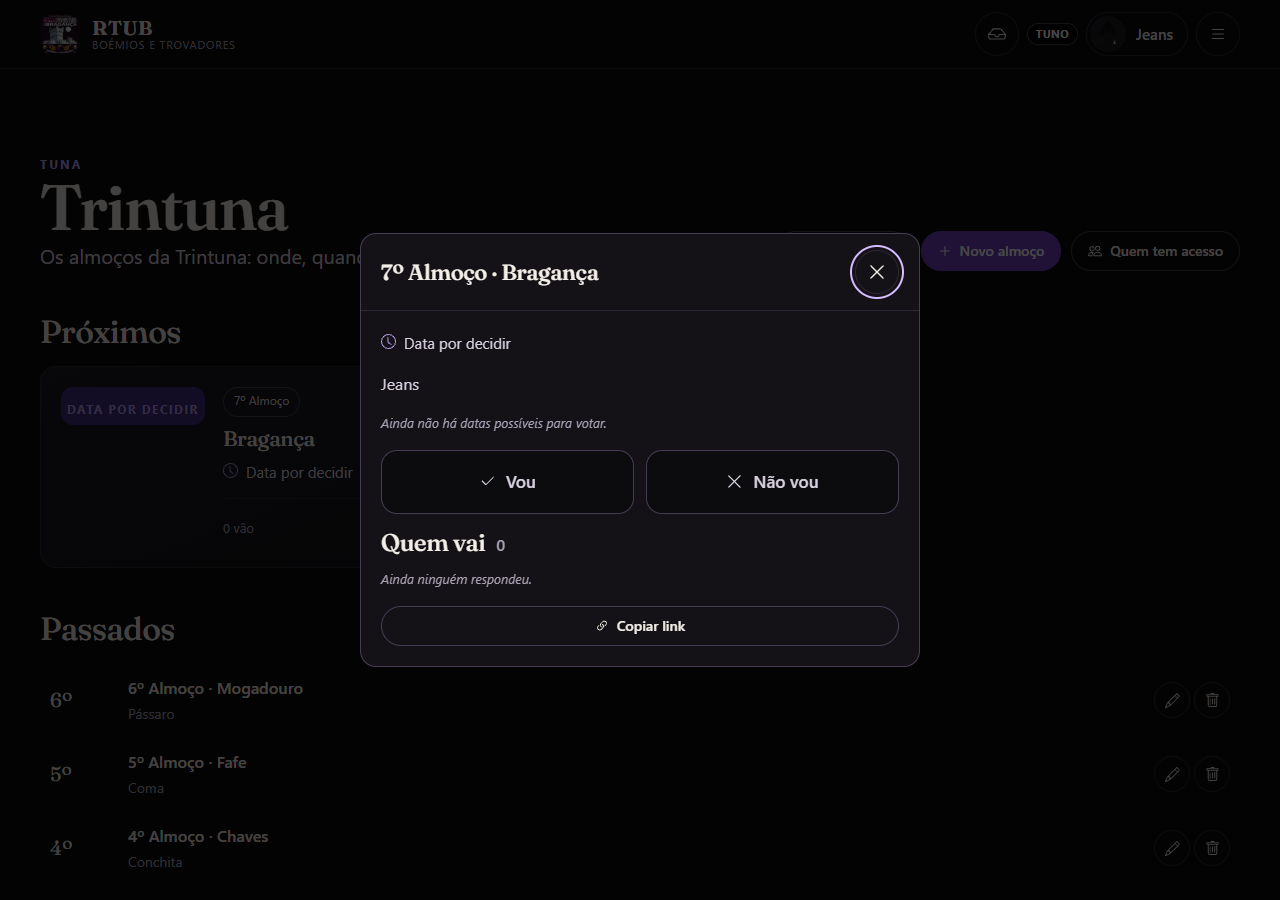 RTUB
BOÉMIOS E TROVADORES
TUNO
Jeans
TUNA
Trintuna
Os almoços da Trintuna: onde, quand
Novo almoço
Quem tem acesso
Próximos
DATA POR DECIDIR
7º Almoço
Bragança
Data por decidir
0 vão
7º Almoço · Bragança
Data por decidir
Jeans
Ainda não há datas possíveis para votar.
Vou
Não vou
Quem vai 0
Ainda ninguém respondeu.
Copiar link
Passados
6º
6º Almoço · Mogadouro
Pássaro
5º
5º Almoço · Fafe
Coma
4º
4º Almoço · Chaves
Conchita